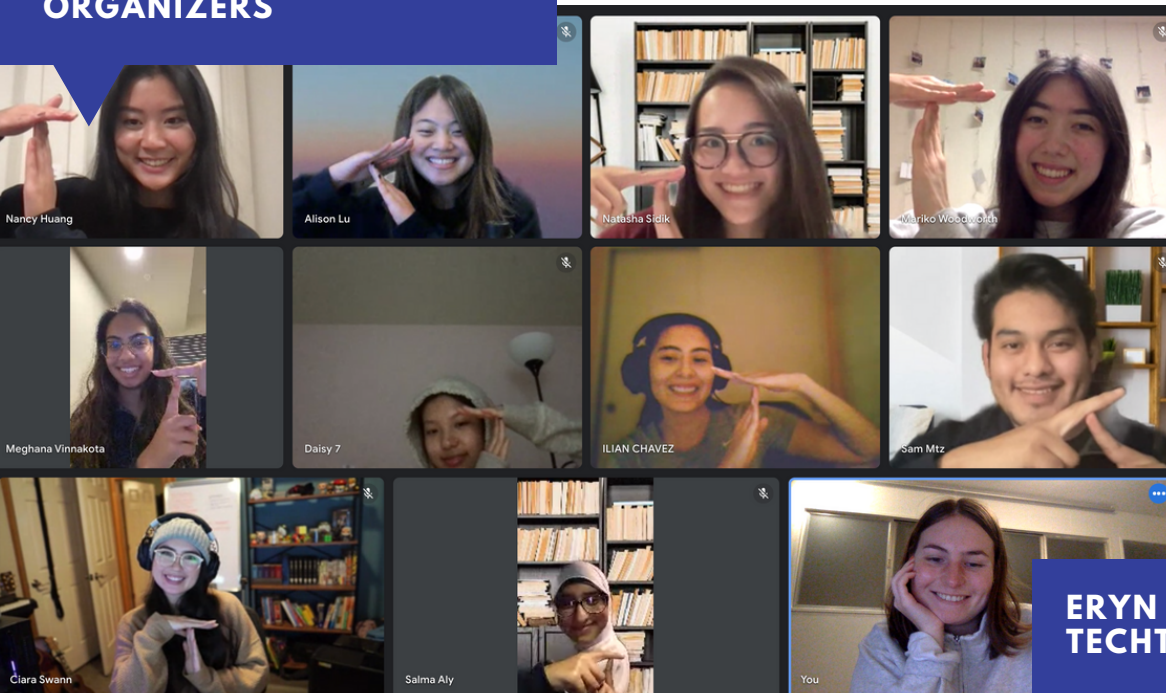 ORGANIZERS
Nancy Huang
Alison Lu
Natasha Sidik
Mariko Woodworth
Meghana Vinnakota
Daisy 7
ILIAN CHAVEZ
Sam Mtz
Ciara Swann
Salma Aly
You
ERYN
TECHT